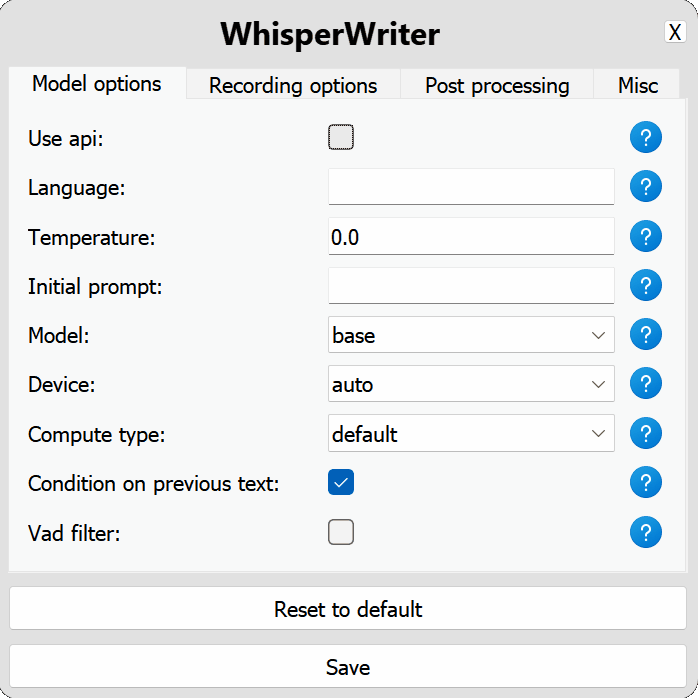 WhisperWriter
X
Model options Recording options Post processing Misc
Use api: ?
Language: ?
Temperature: 0.0 ?
Initial prompt: ?
Model: base ?
Device: auto ?
Compute type: default ?
Condition on previous text: ?
Vad filter: ?
Reset to default
Save